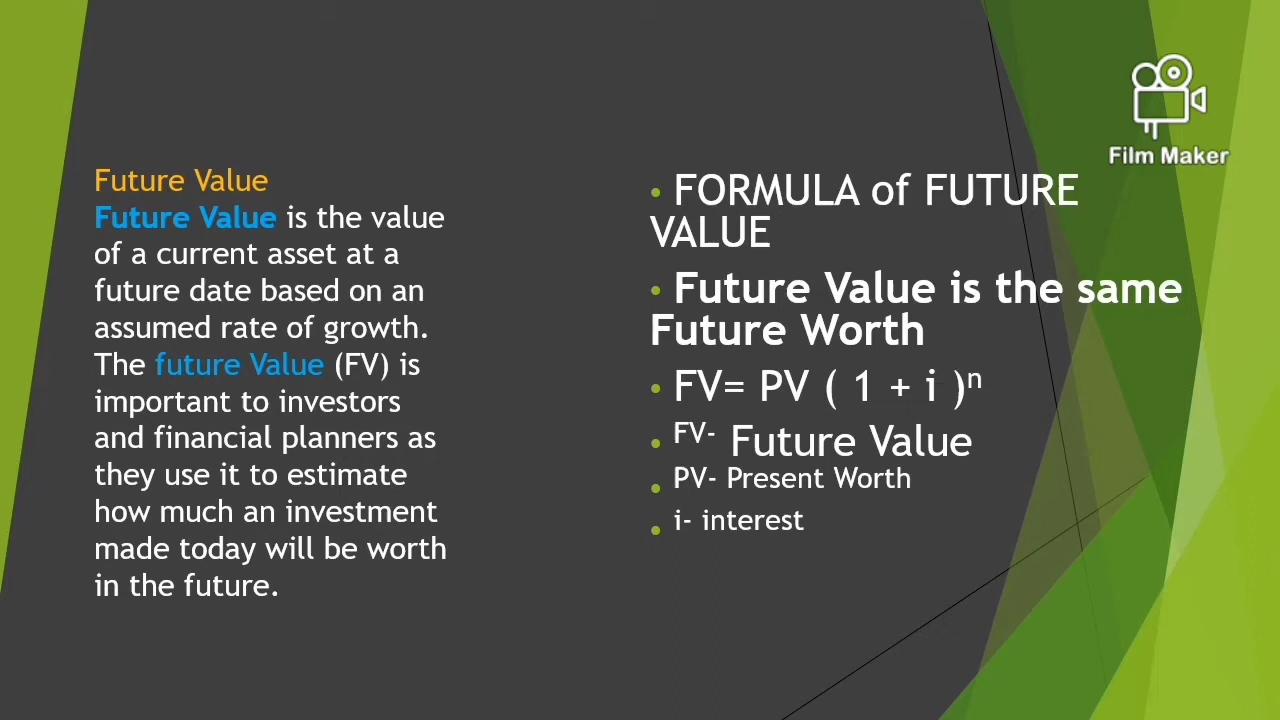 Future Value
Future Value is the value
of a current asset at a
future date based on an
assumed rate of growth.
The future Value (FV) is
important to investors
and financial planners as
they use it to estimate
how much an investment
made today will be worth
in the future.
• FORMULA of FUTURE
VALUE
• Future Value is the same
Future Worth
• FV= PV ( 1 + i )ⁿ
• FV- Future Value
• PV- Present Worth
• i- interest
Film Maker